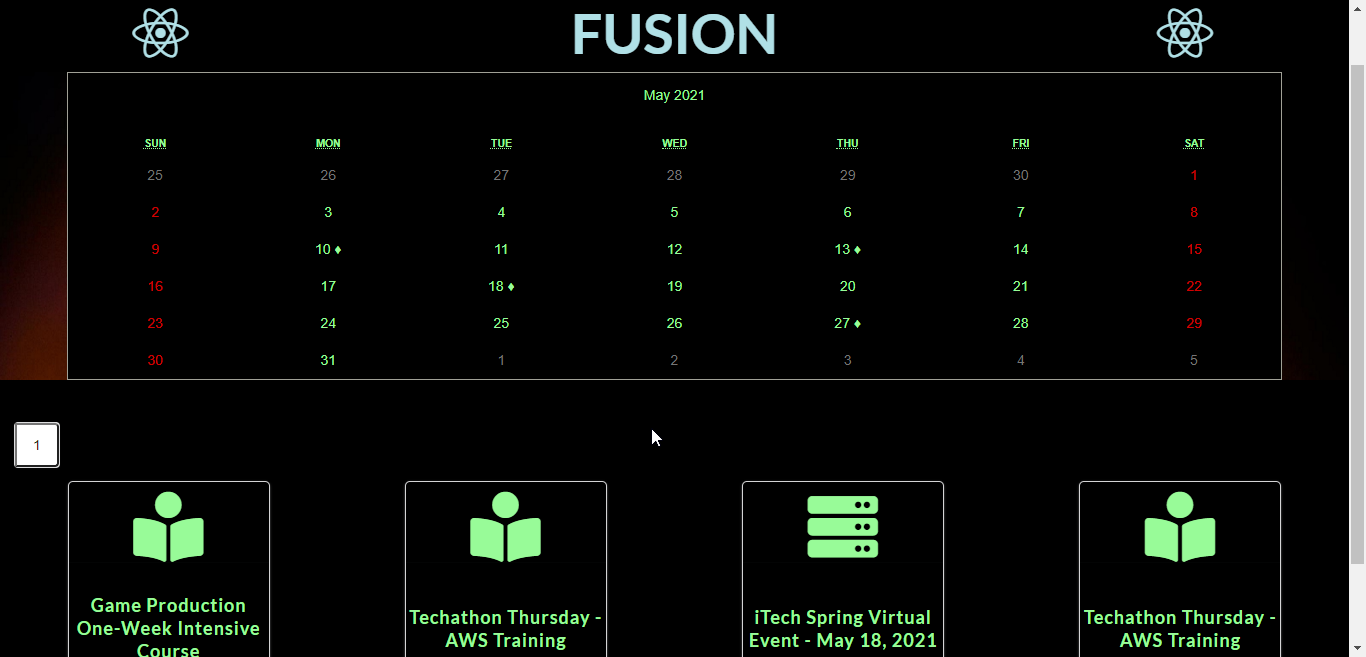 FUSION
May 2021
SUN MON TUE WED THU FRI SAT
25 26 27 28 29 30 1
2 3 4 5 6 7 8
9 10 ♦ 11 12 13 ♦ 14 15
16 17 18 ♦ 19 20 21 22
23 24 25 26 27 ♦ 28 29
30 31 1 2 3 4 5
1
Game Production
One-Week Intensive
Course
Techathon Thursday -
AWS Training
iTech Spring Virtual
Event - May 18, 2021
Techathon Thursday -
AWS Training